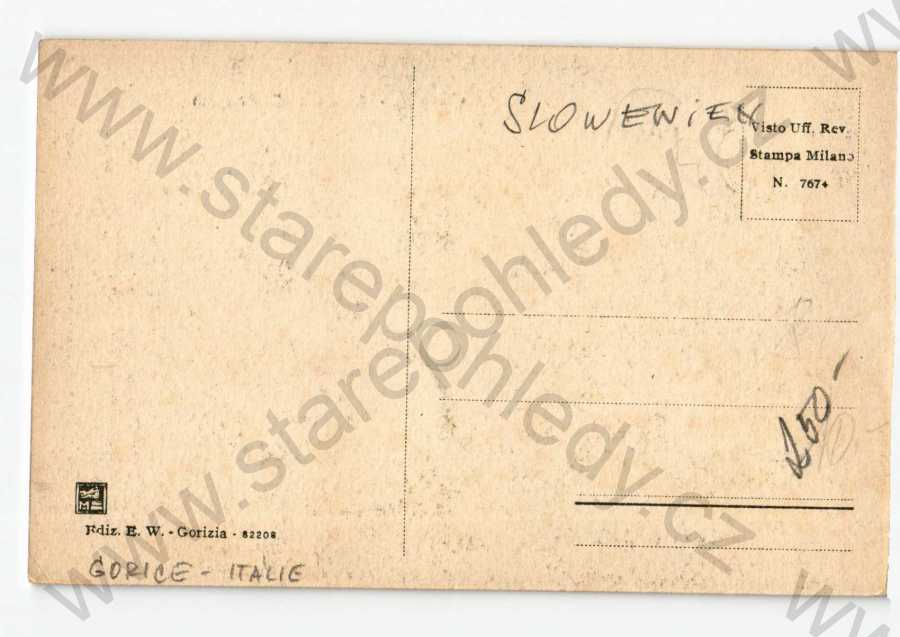 SLOWENIEN
Visto Uff. Rev.
Stampa Milano
N. 7674
250-
Ediz. E. W. - Gorizia - 82208
GORICE - ITALIE
www.starepohledy.cz
www.starepohledy.cz